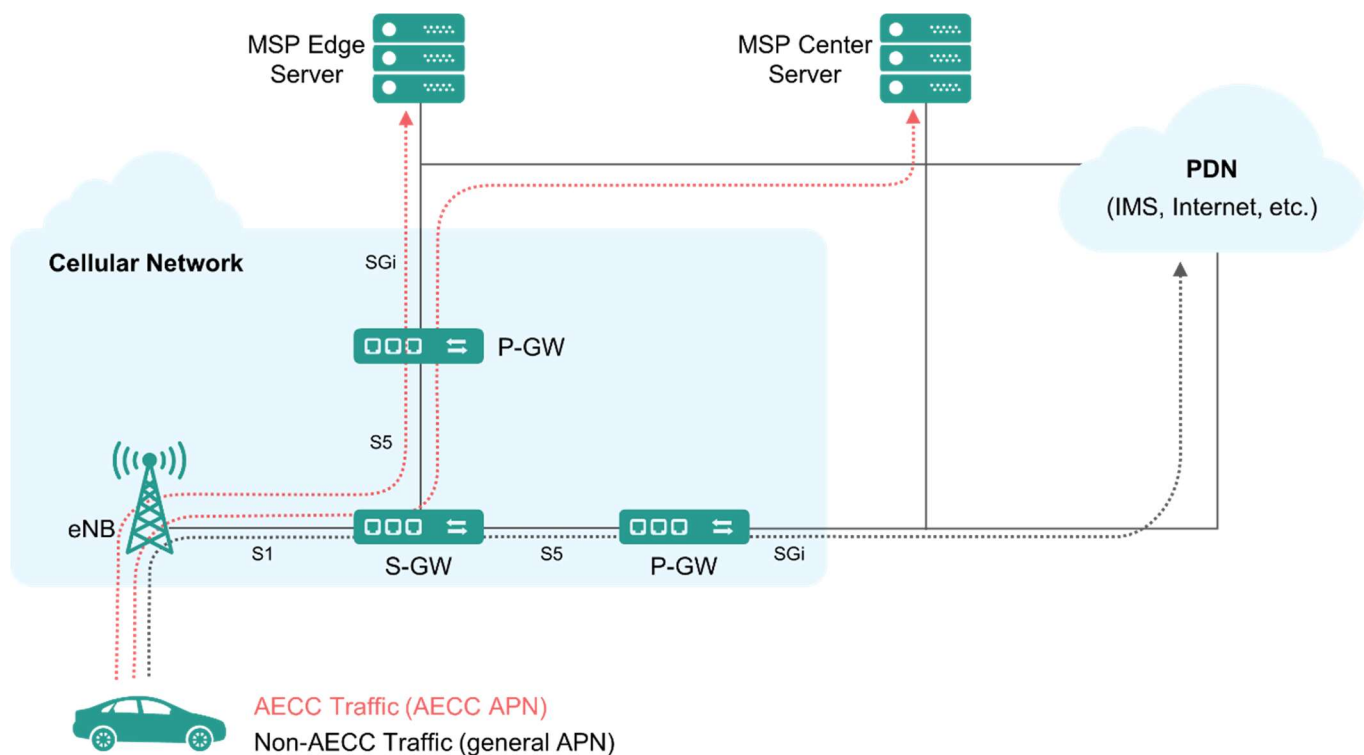 MSP Edge
Server
MSP Center
Server
PDN
(IMS, Internet, etc.)
Cellular Network
SGi
P-GW
S5
eNB
S1
S-GW
S5
P-GW
SGi
AECC Traffic (AECC APN)
Non-AECC Traffic (general APN)